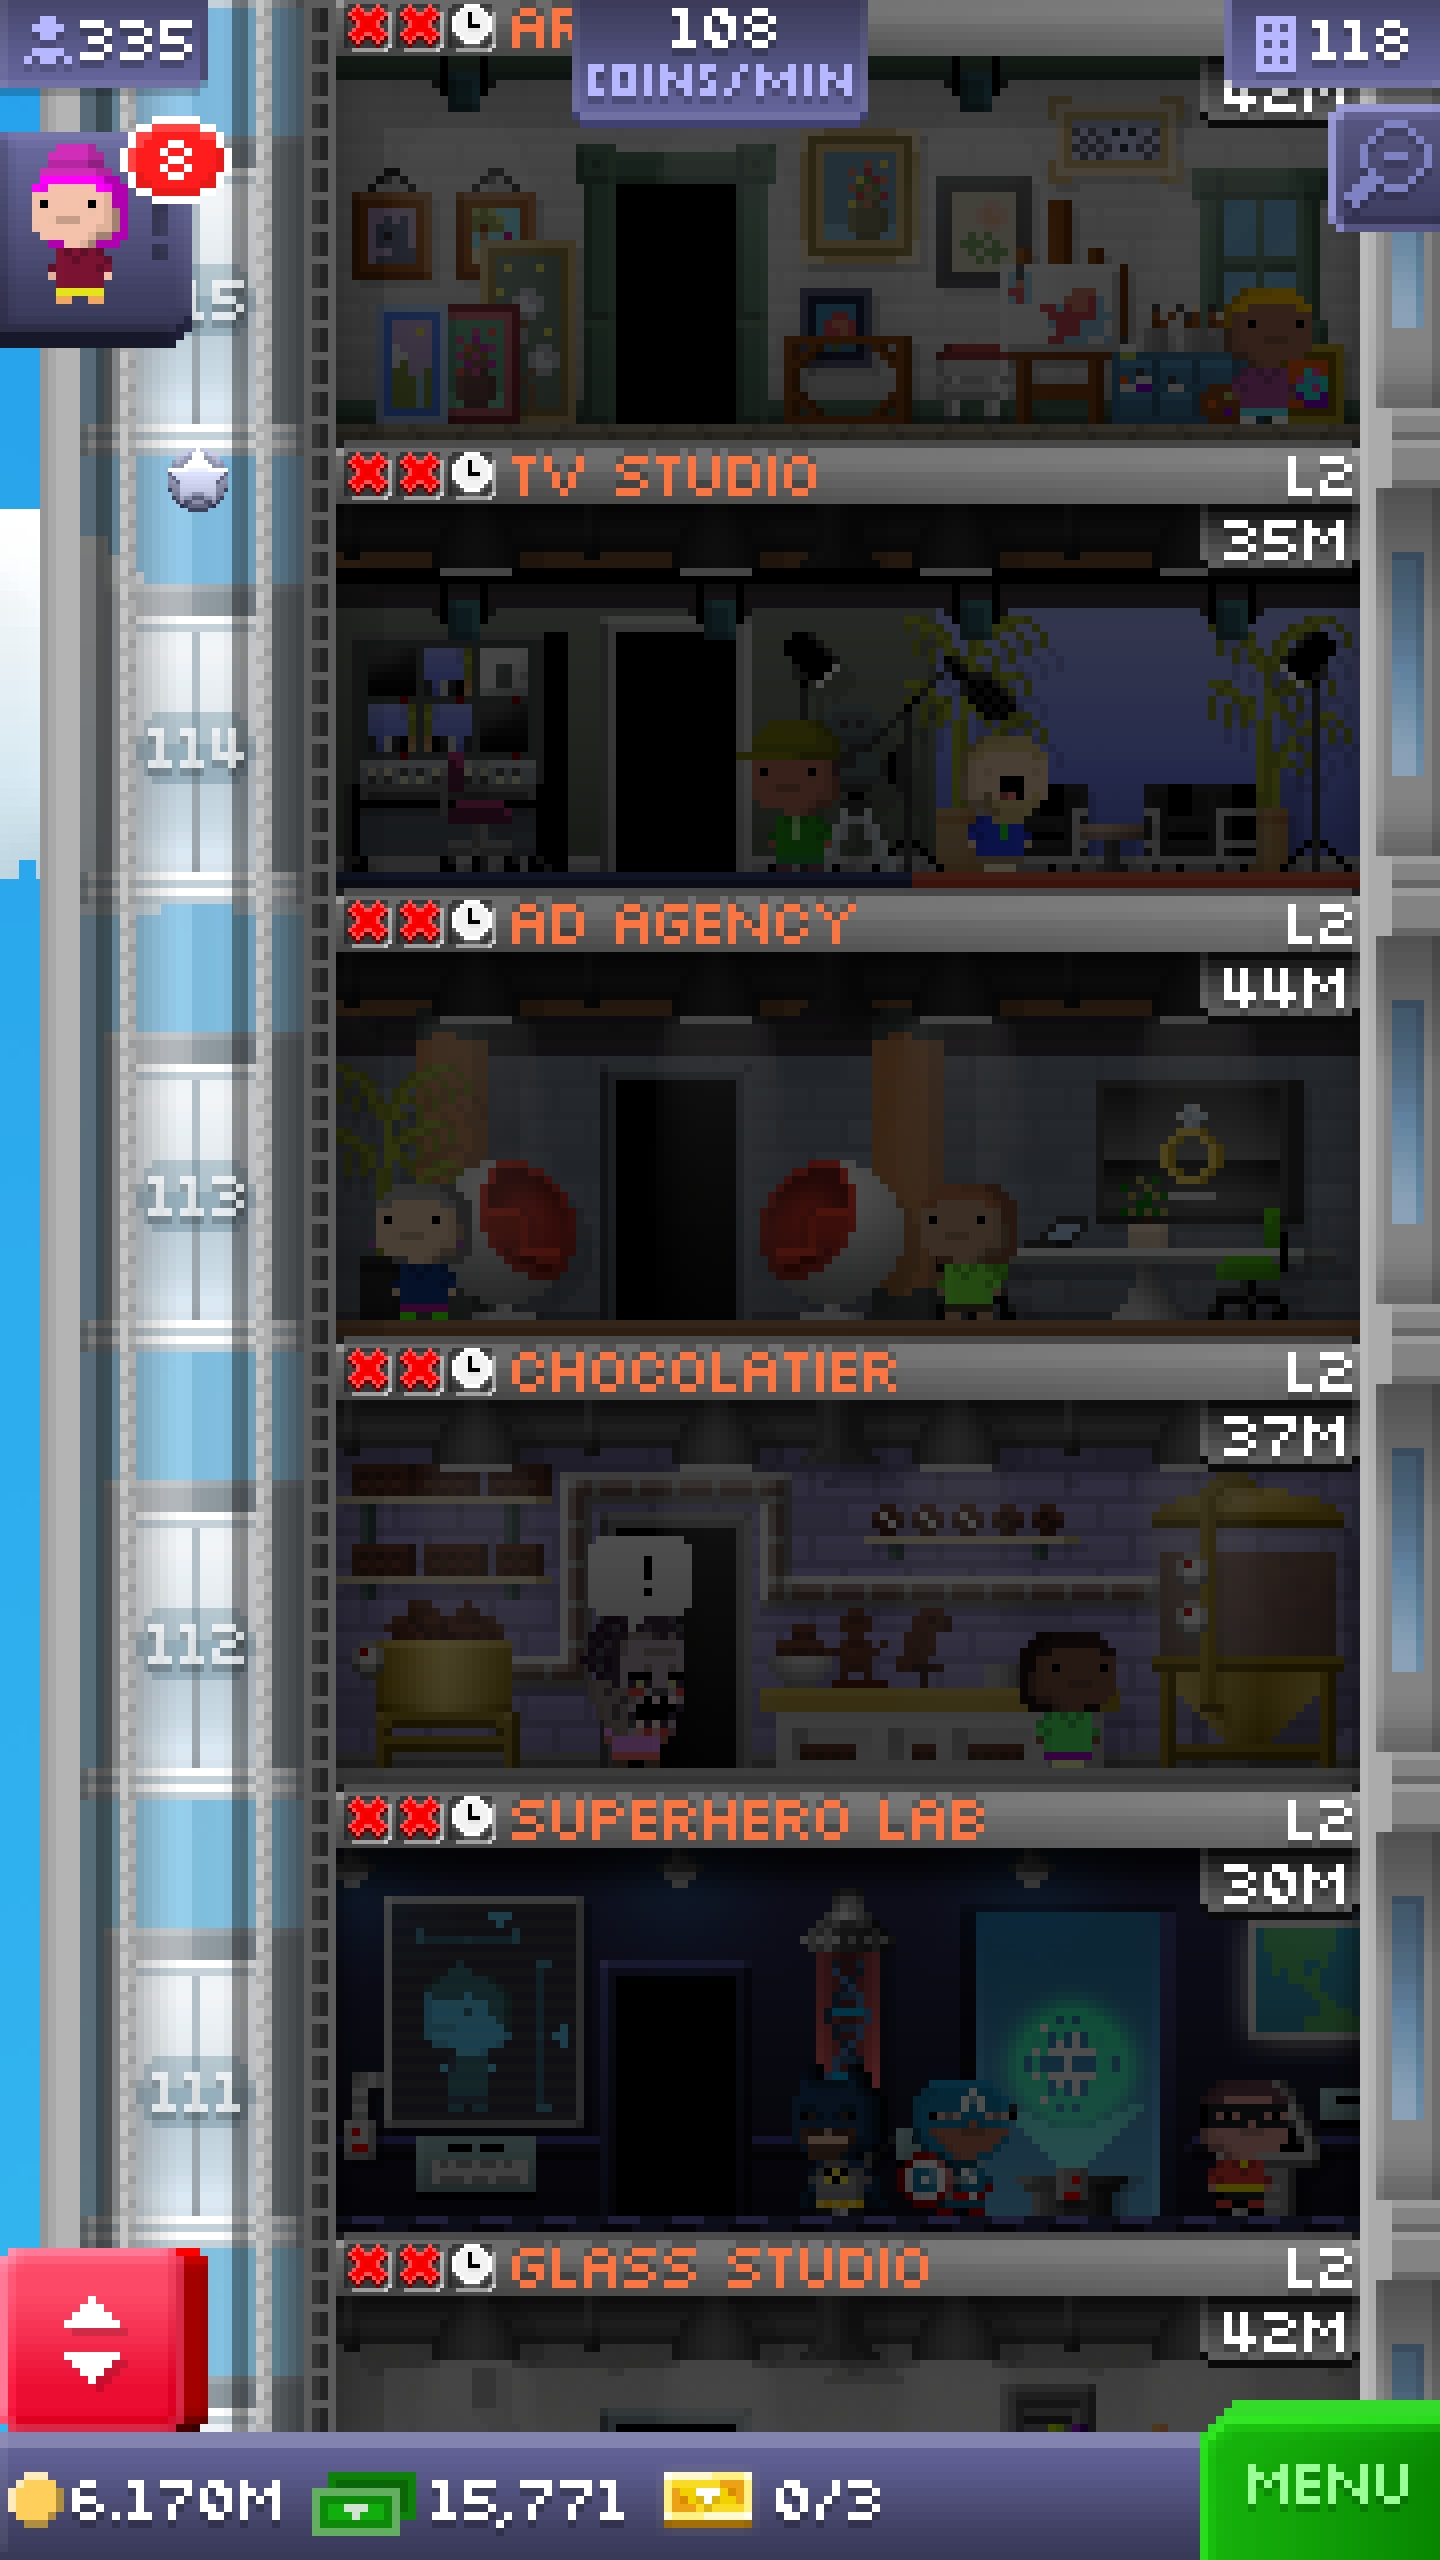 335
AR
108
COINS/MIN
118
42M
8
15
TV STUDIO L2
35M
114
AD AGENCY L2
44M
113
CHOCOLATIER L2
37M
!
112
SUPERHERO LAB L2
30M
111
GLASS STUDIO L2
42M
6.170M 15,771 0/3
MENU